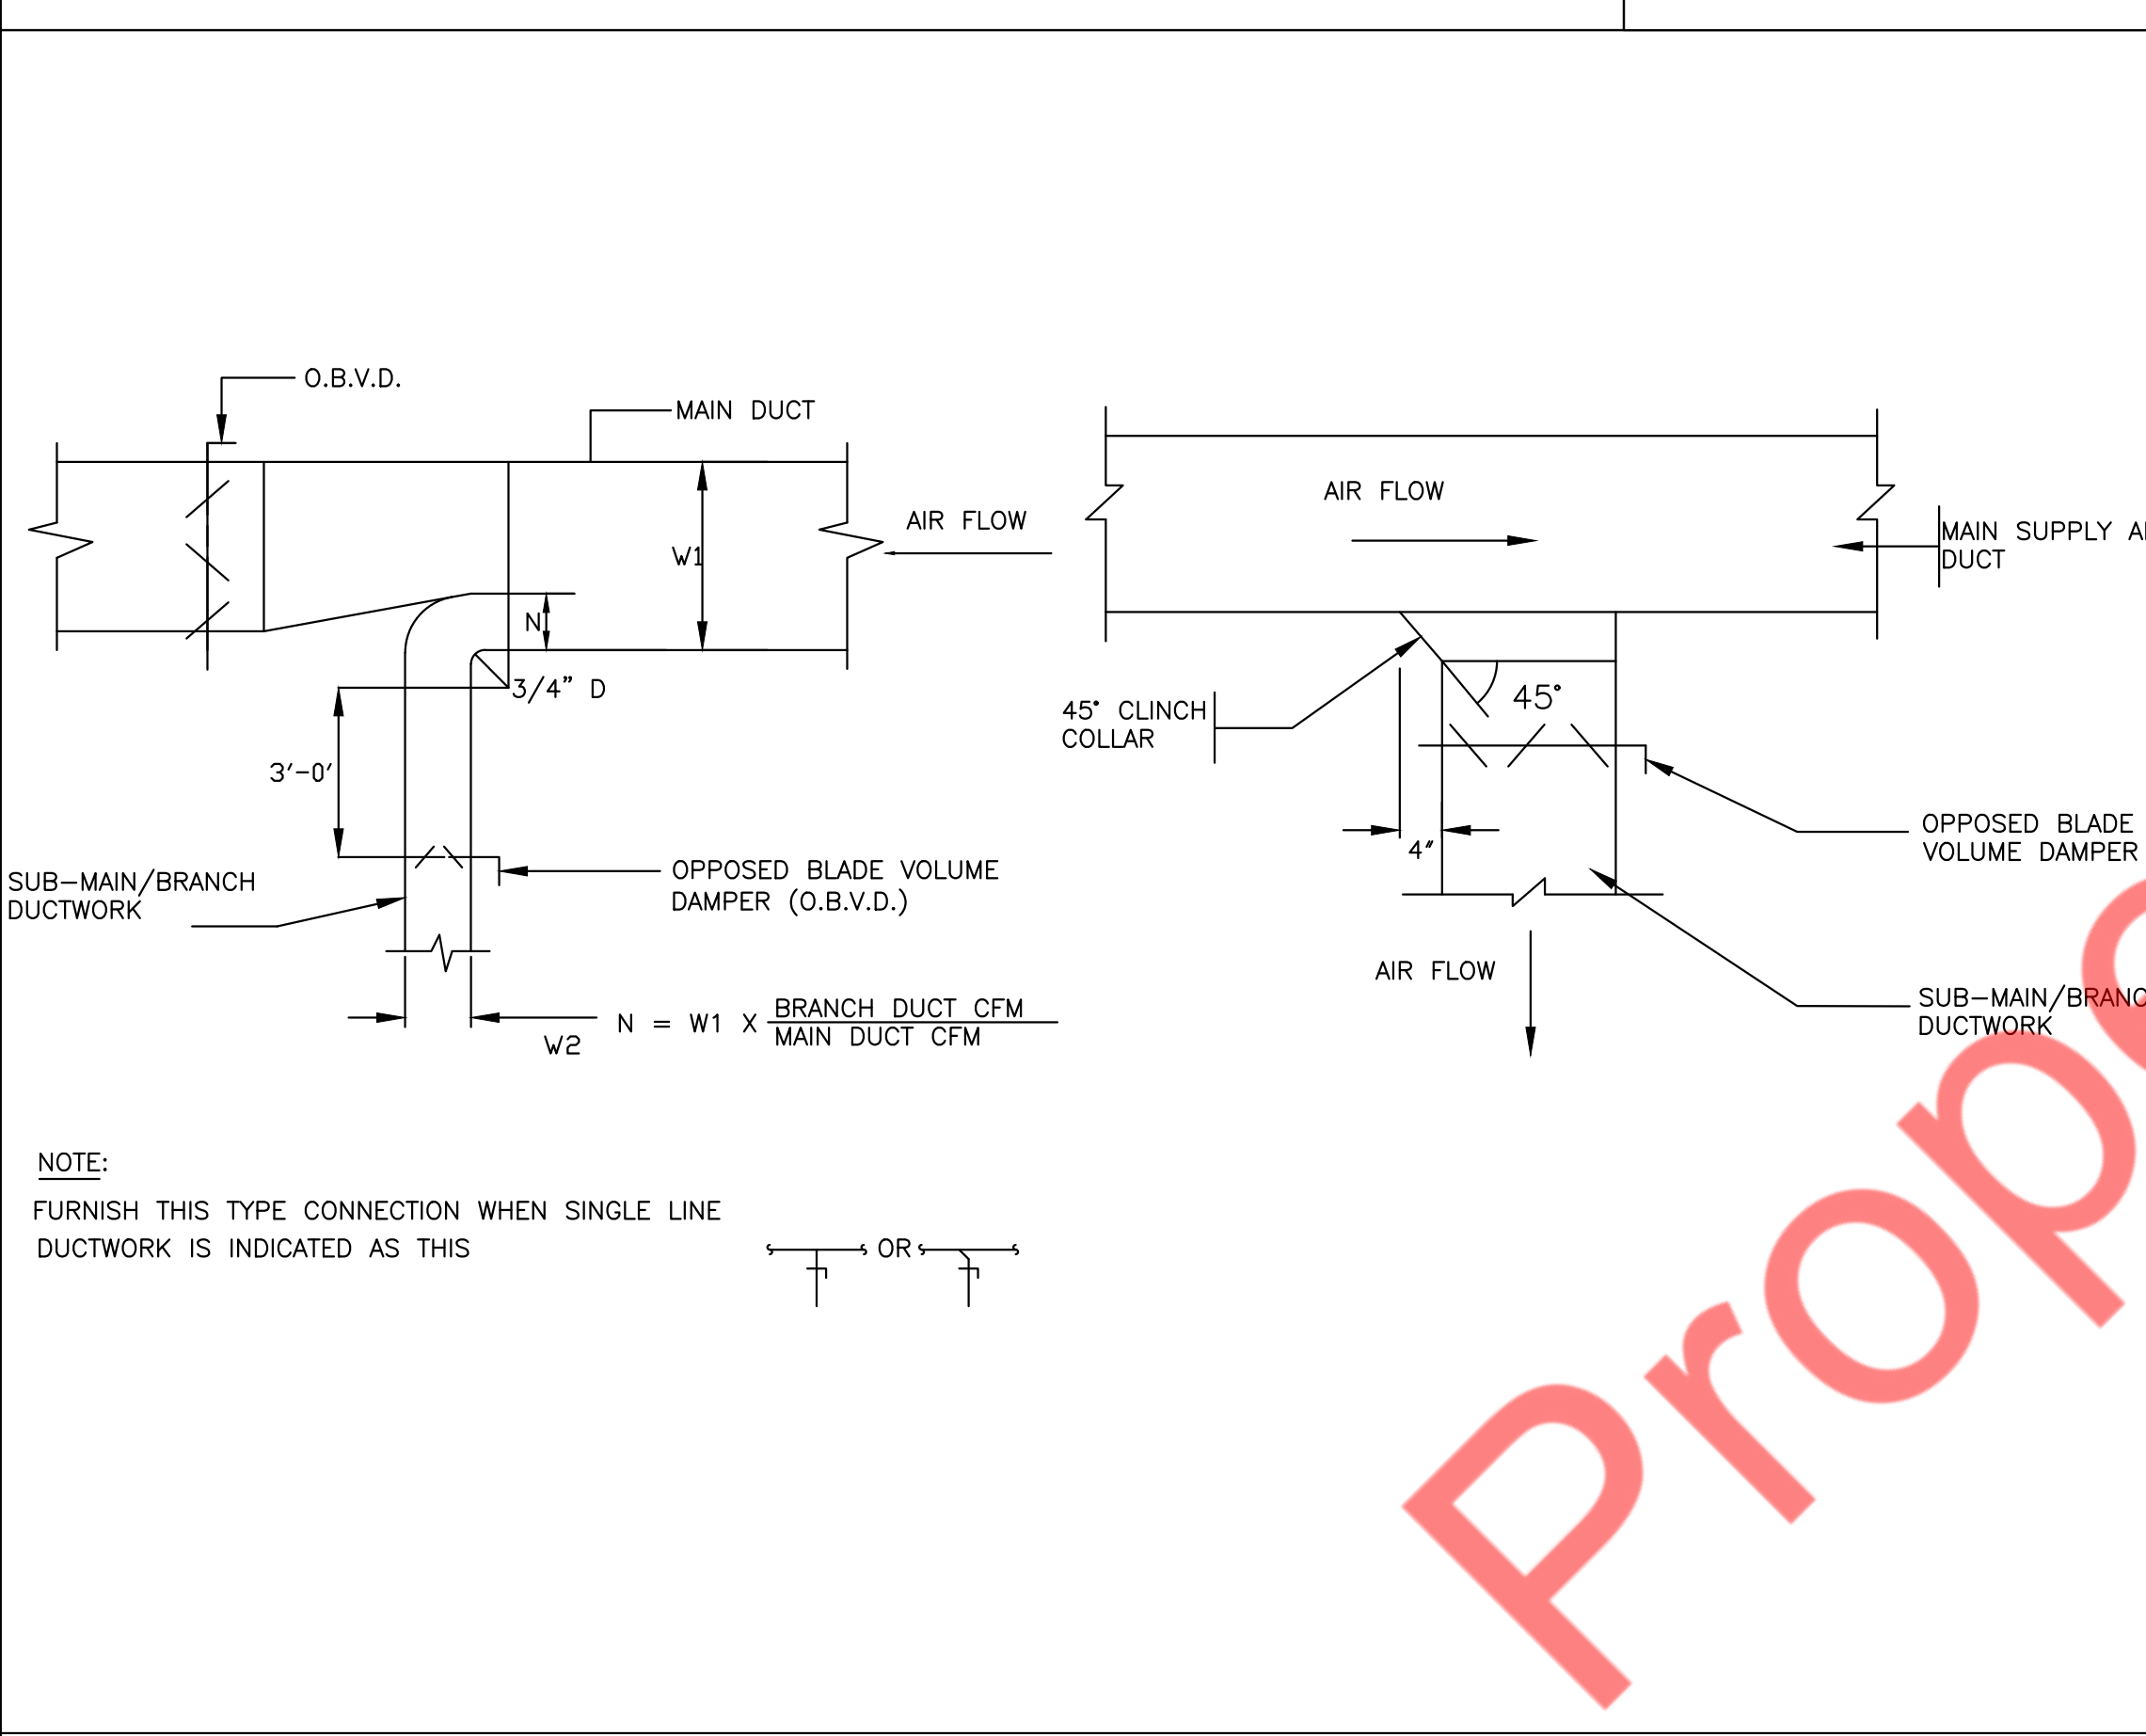 O.B.V.D.
MAIN DUCT
AIR FLOW
W1
N
3/4" D
3'-0'
SUB-MAIN/BRANCH
DUCTWORK
OPPOSED BLADE VOLUME
DAMPER (O.B.V.D.)
W2
N = W1 X BRANCH DUCT CFM
MAIN DUCT CFM
AIR FLOW
MAIN SUPPLY
DUCT
45° CLINCH
COLLAR
45°
4"
OPPOSED BLADE
VOLUME DAMPER
AIR FLOW
SUB-MAIN/BRANC
DUCTWORK
NOTE:
FURNISH THIS TYPE CONNECTION WHEN SINGLE LINE
DUCTWORK IS INDICATED AS THIS
OR
Prop